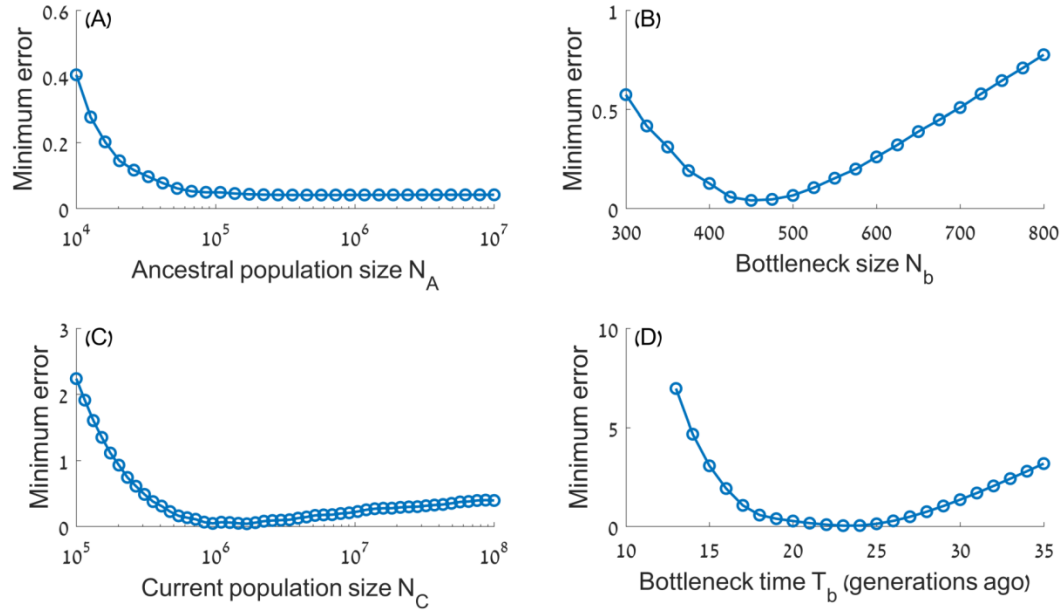 (A)
0.6
0.4
0.2
0
Minimum error
10^4
10^5
10^6
10^7
Ancestral population size N_A
(B)
1
0.5
0
Minimum error
300
400
500
600
700
800
Bottleneck size N_b
(C)
3
2
1
0
Minimum error
10^5
10^6
10^7
10^8
Current population size N_C
(D)
10
5
0
Minimum error
10
15
20
25
30
35
Bottleneck time T_b (generations ago)